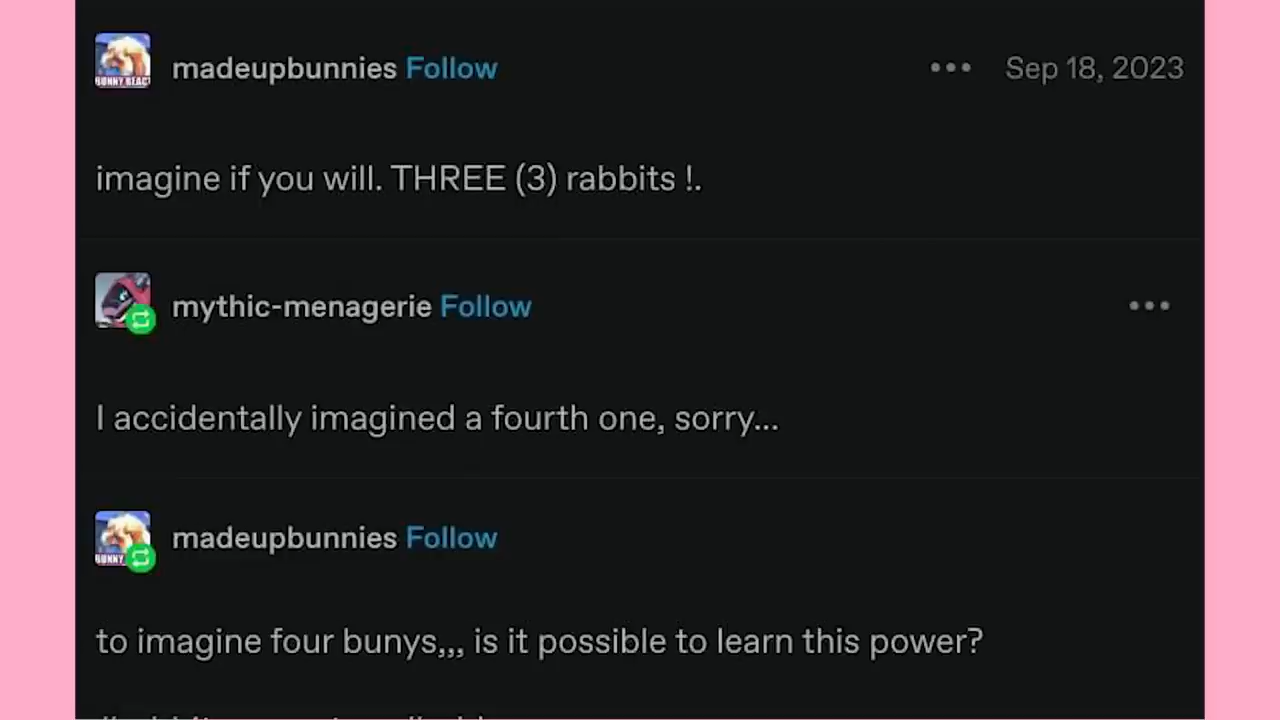 madeupbunnies Follow
Sep 18, 2023
imagine if you will. THREE (3) rabbits !.
mythic-menagerie Follow
I accidentally imagined a fourth one, sorry...
madeupbunnies Follow
to imagine four bunys,,, is it possible to learn this power?